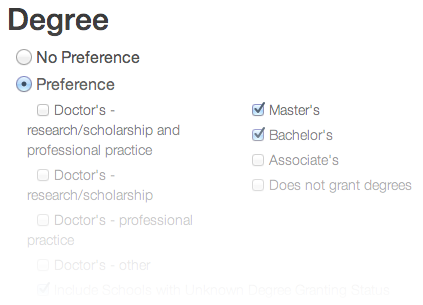 Degree
No Preference
Preference
Doctor's -
research/scholarship and
professional practice
Doctor's -
research/scholarship
Doctor's - professional
practice
Doctor's - other
Include Schools with Unknown Degree Granting Status
Master's
Bachelor's
Associate's
Does not grant degrees